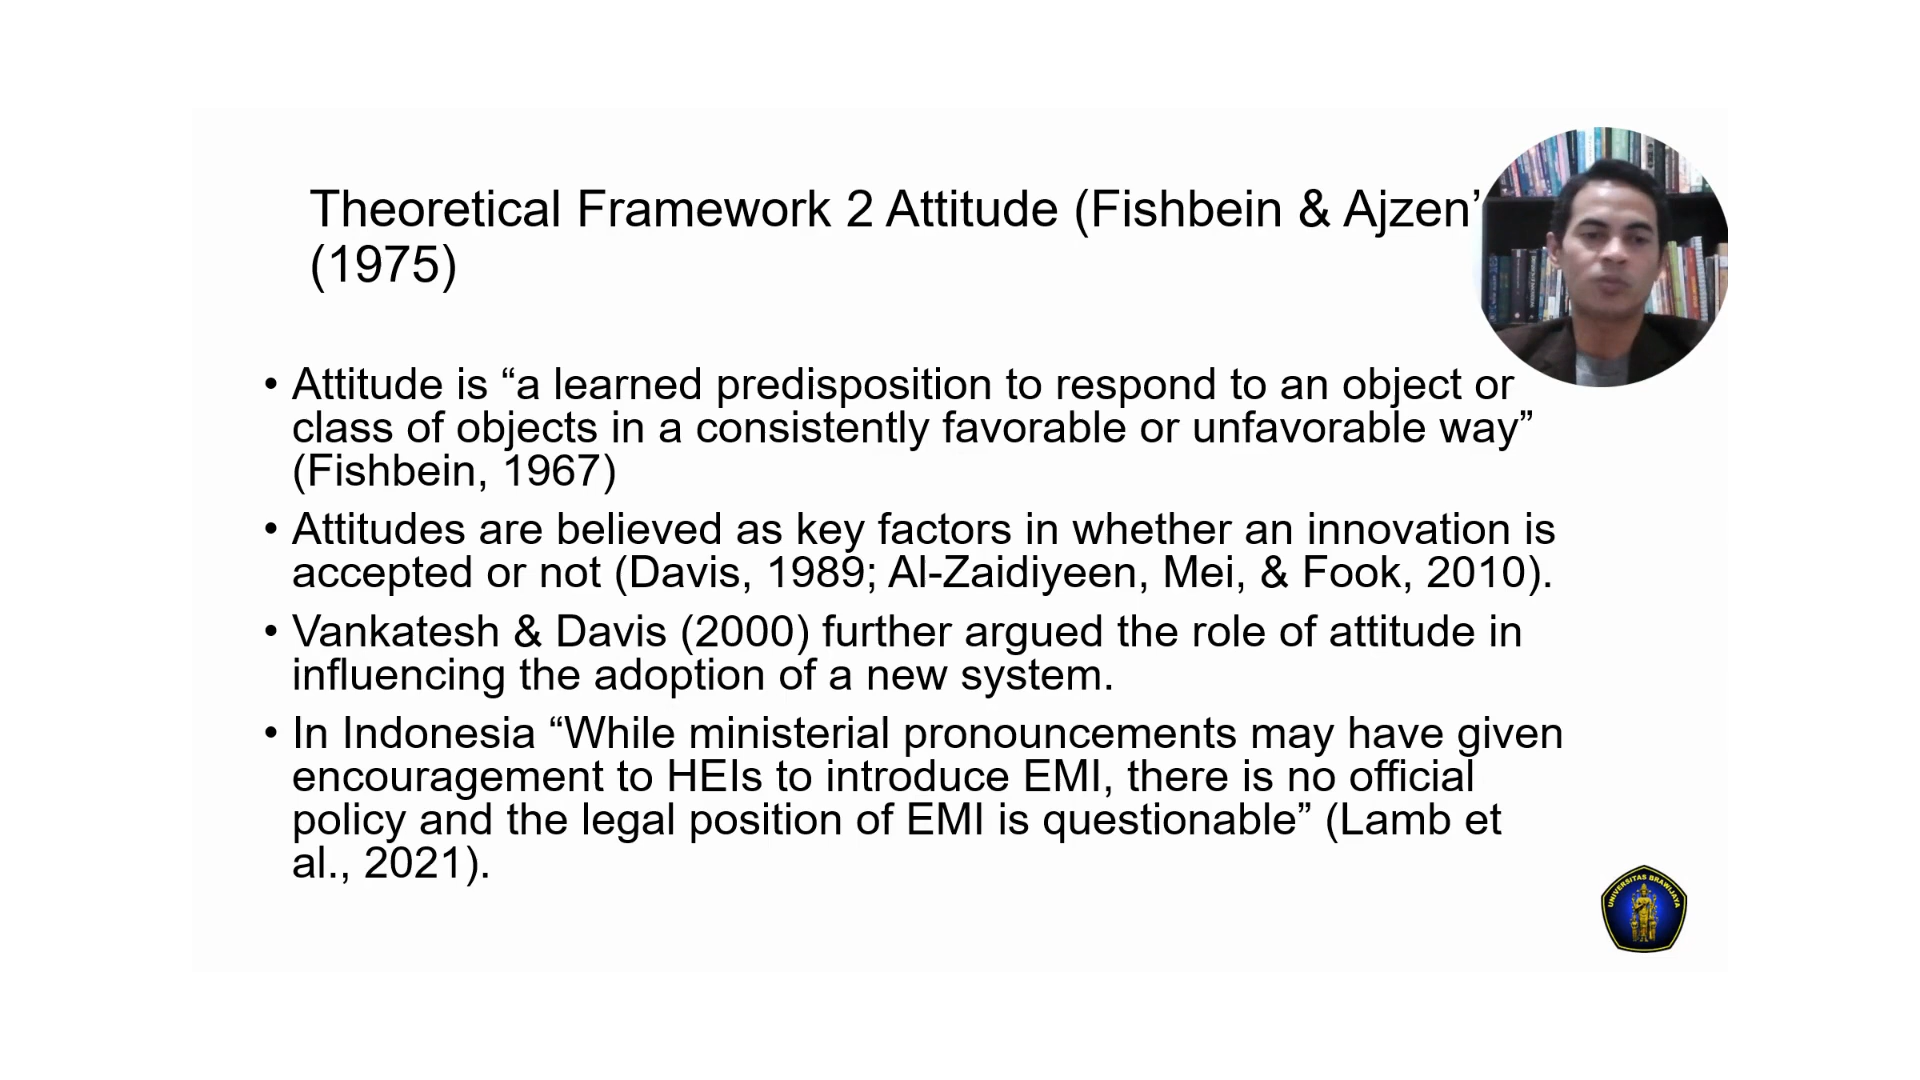 Theoretical Framework 2 Attitude (Fishbein & Ajzen’
(1975)
• Attitude is “a learned predisposition to respond to an object or
class of objects in a consistently favorable or unfavorable way”
(Fishbein, 1967)
• Attitudes are believed as key factors in whether an innovation is
accepted or not (Davis, 1989; Al-Zaidiyeen, Mei, & Fook, 2010).
• Vankatesh & Davis (2000) further argued the role of attitude in
influencing the adoption of a new system.
• In Indonesia “While ministerial pronouncements may have given
encouragement to HEIs to introduce EMI, there is no official
policy and the legal position of EMI is questionable” (Lamb et
al., 2021).
UNIVERSITAS BRAWIJAYA